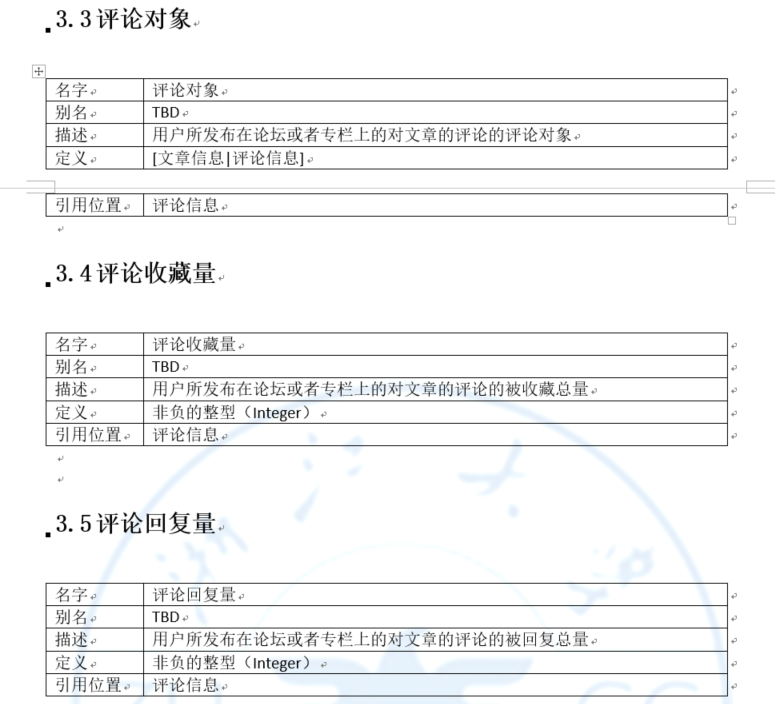 3.3评论对象
名字 评论对象
别名 TBD
描述 用户所发布在论坛或者专栏上的对文章的评论的评论对象
定义 [文章信息|评论信息]
引用位置 评论信息
3.4评论收藏量
名字 评论收藏量
别名 TBD
描述 用户所发布在论坛或者专栏上的对文章的评论的被收藏总量
定义 非负的整型（Integer）
引用位置 评论信息
3.5评论回复量
名字 评论回复量
别名 TBD
描述 用户所发布在论坛或者专栏上的对文章的评论的被回复总量
定义 非负的整型（Integer）
引用位置 评论信息